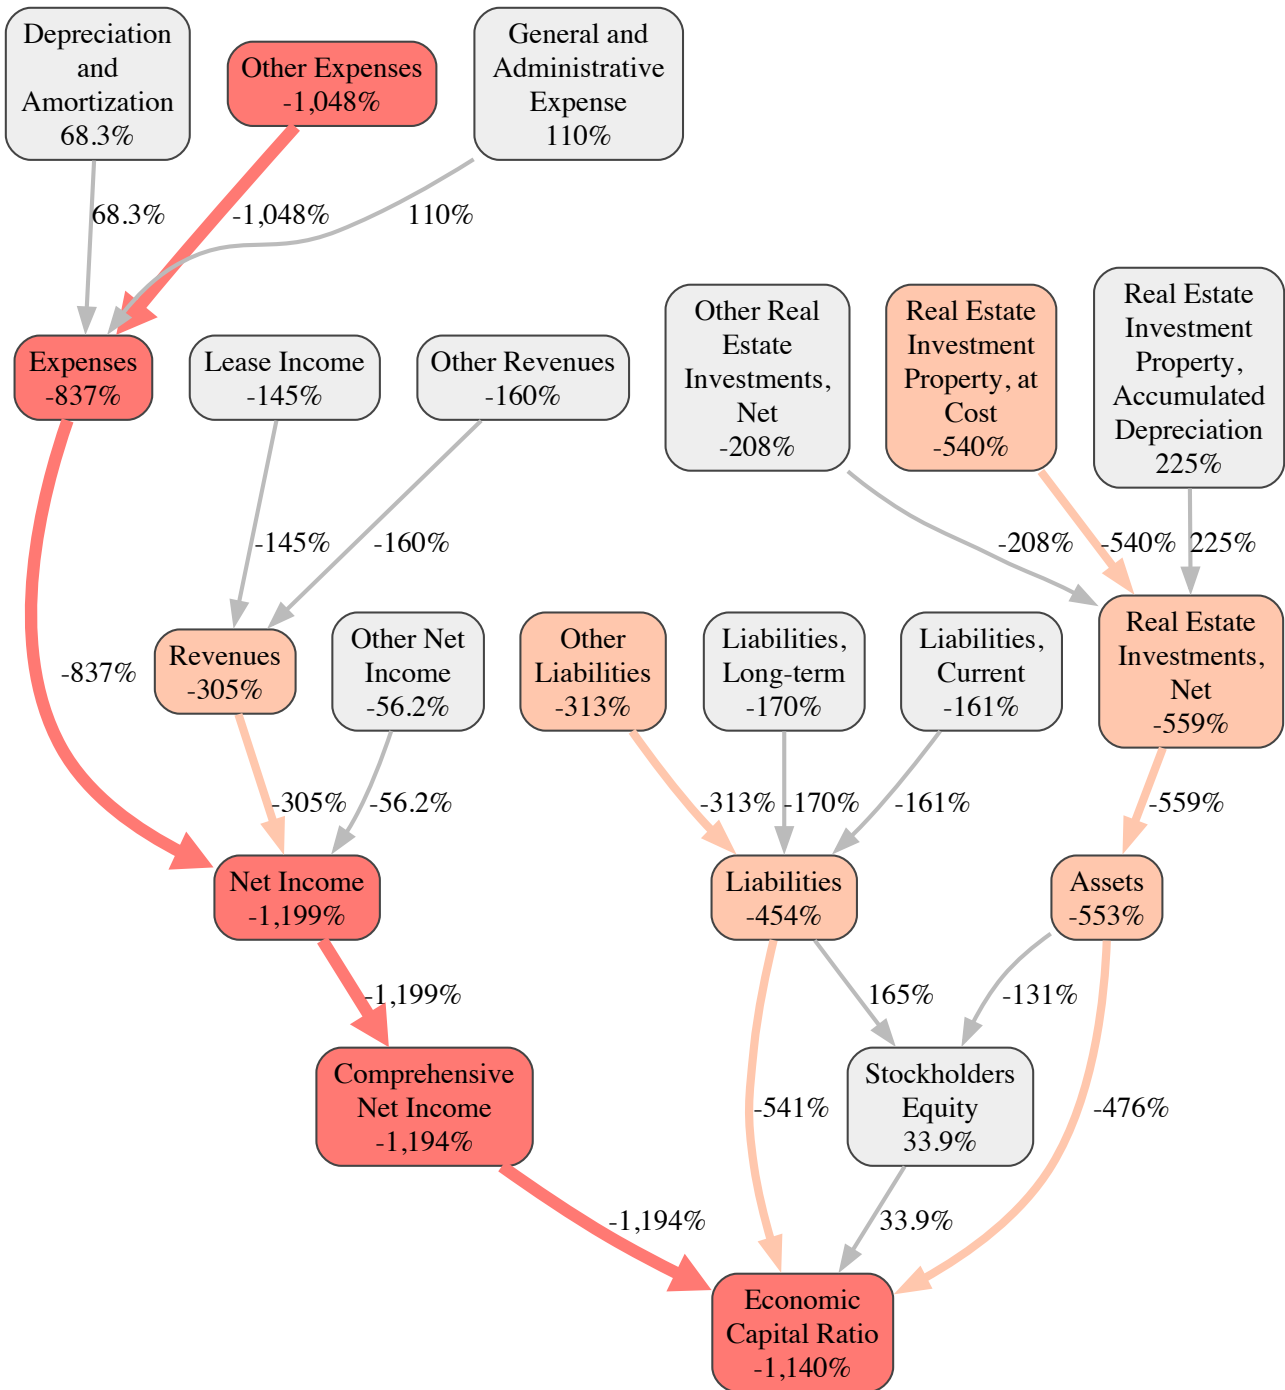 Depreciation
and
Amortization
68.3%
Other Expenses
-1,048%
General and
Administrative
Expense
110%
68.3%
-1,048%
110%
Expenses
-837%
Lease Income
-145%
Other Revenues
-160%
Other Real
Estate
Investments,
Net
-208%
Real Estate
Investment
Property, at
Cost
-540%
Real Estate
Investment
Property,
Accumulated
Depreciation
225%
-145%
-160%
-208%
-540%
225%
-837%
Revenues
-305%
Other Net
Income
-56.2%
Other
Liabilities
-313%
Liabilities,
Long-term
-170%
Liabilities,
Current
-161%
Real Estate
Investments,
Net
-559%
-305%
-56.2%
-313%
-170%
-161%
-559%
Net Income
-1,199%
Liabilities
-454%
Assets
-553%
-1,199%
165%
-131%
Comprehensive
Net Income
-1,194%
-541%
Stockholders
Equity
33.9%
-476%
-1,194%
33.9%
Economic
Capital Ratio
-1,140%